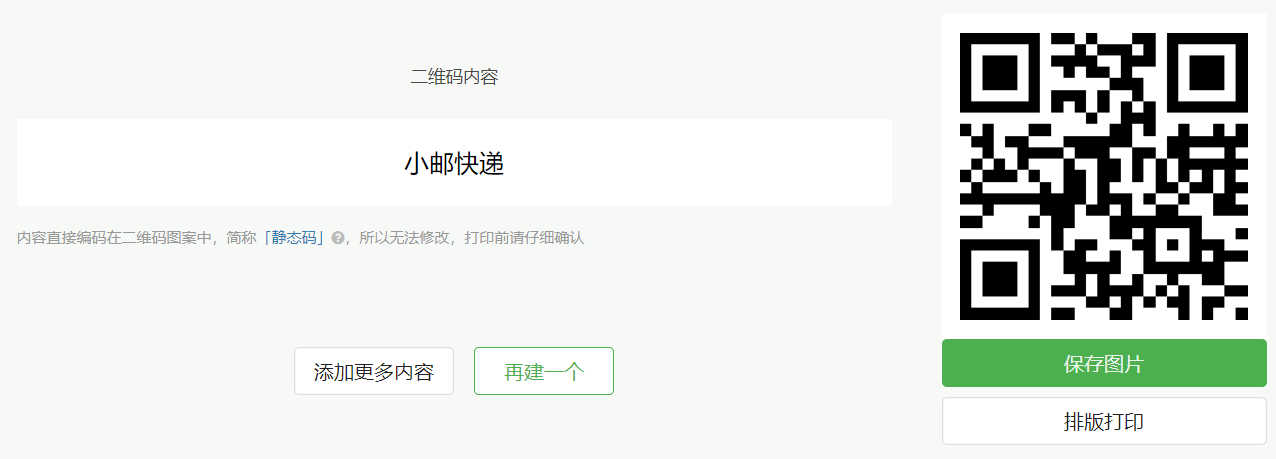 二维码内容
小邮快递
内容直接编码在二维码图案中，简称「静态码」?，所以无法修改，打印前请仔细确认
添加更多内容
再建一个
保存图片
排版打印